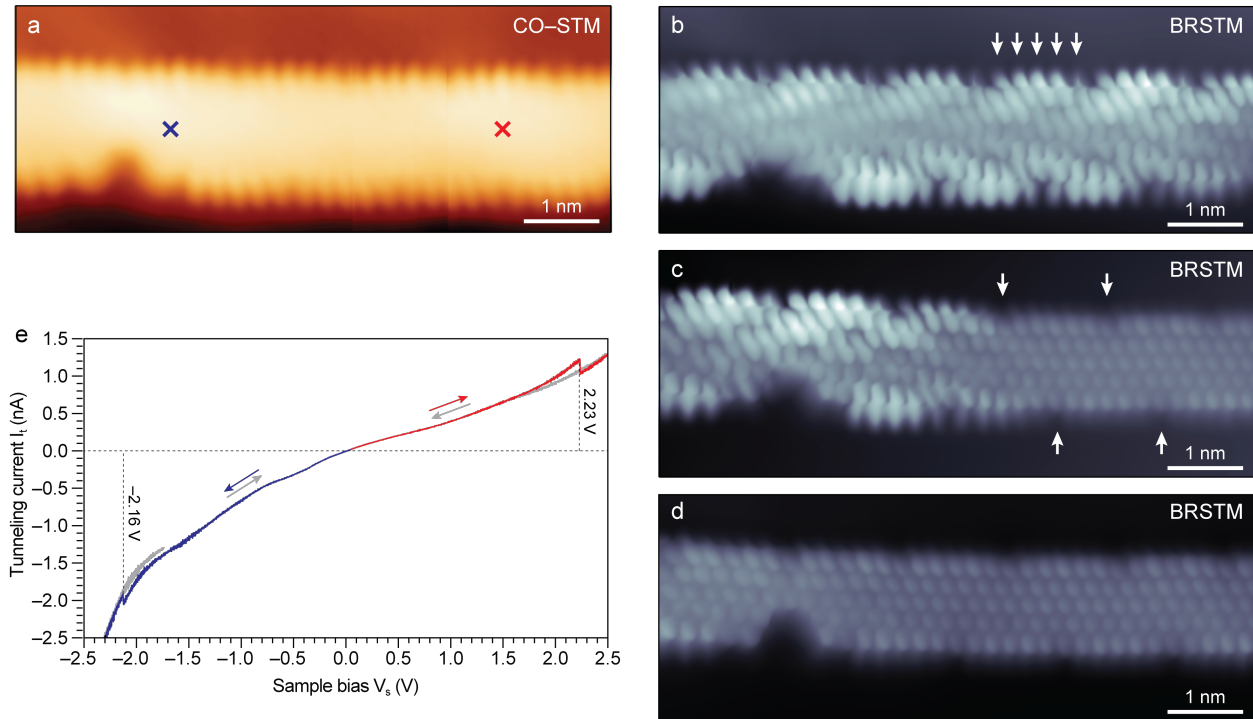 a
CO–STM
1 nm
b
BRSTM
1 nm
c
BRSTM
1 nm
d
BRSTM
1 nm
e
Tunneling current Iₜ (nA)
1.5
1.0
0.5
0.0
–0.5
–1.0
–1.5
–2.0
–2.5
2.23 V
–2.16 V
–2.5 –2.0 –1.5 –1.0 –0.5 0.0 0.5 1.0 1.5 2.0 2.5
Sample bias Vₛ (V)